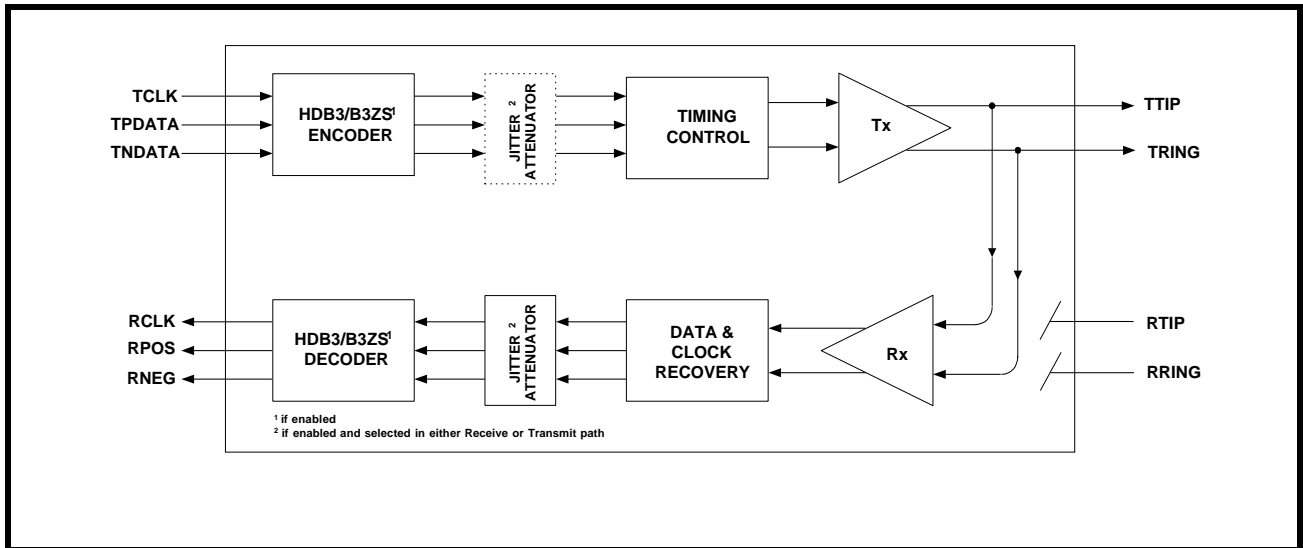 TCLK
TPDATA
TNDATA
HDB3/B3ZS¹
ENCODER
JITTER ²
ATTENUATOR
TIMING
CONTROL
Tx
TTIP
TRING
RCLK
RPOS
RNEG
HDB3/B3ZS¹
DECODER
JITTER ²
ATTENUATOR
DATA &
CLOCK
RECOVERY
Rx
RTIP
RRING
¹ if enabled
² if enabled and selected in either Receive or Transmit path